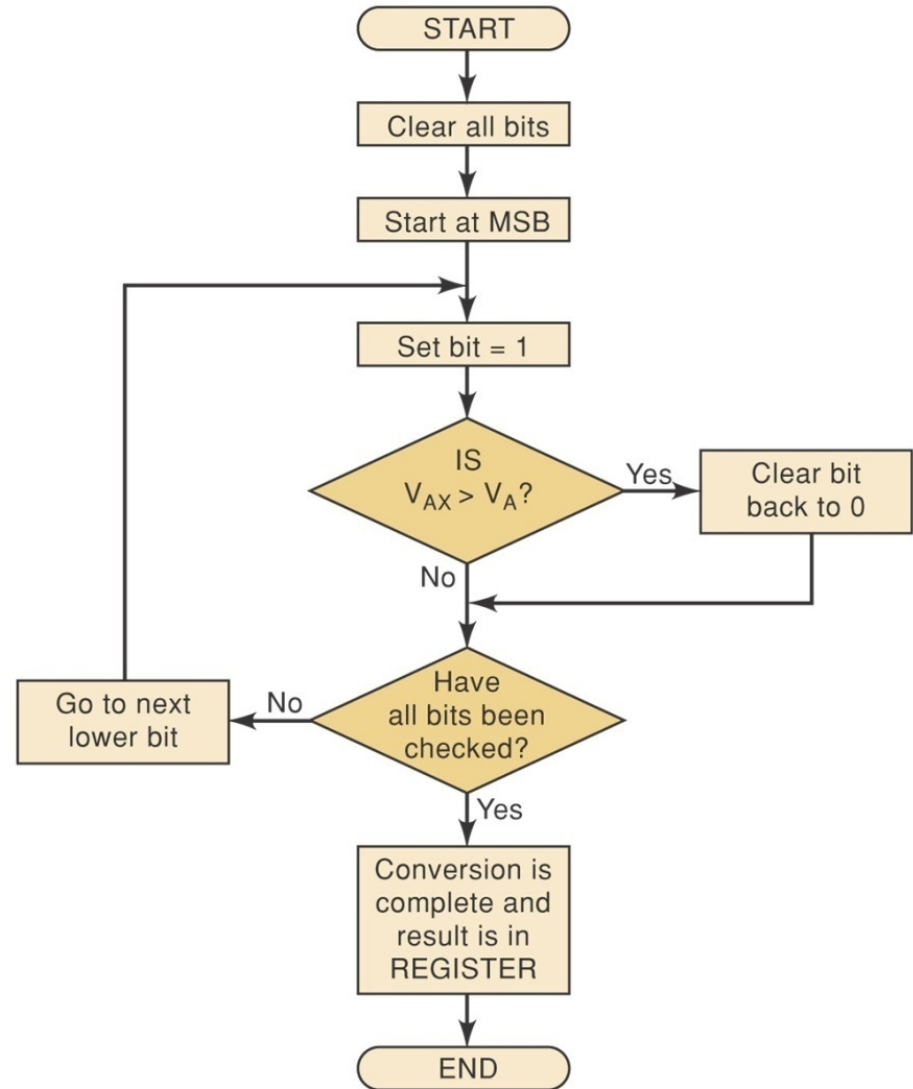 START
Clear all bits
Start at MSB
Set bit = 1
IS
V_AX > V_A?
Yes
Clear bit
back to 0
No
Have
all bits been
checked?
No
Go to next
lower bit
Yes
Conversion is
complete and
result is in
REGISTER
END